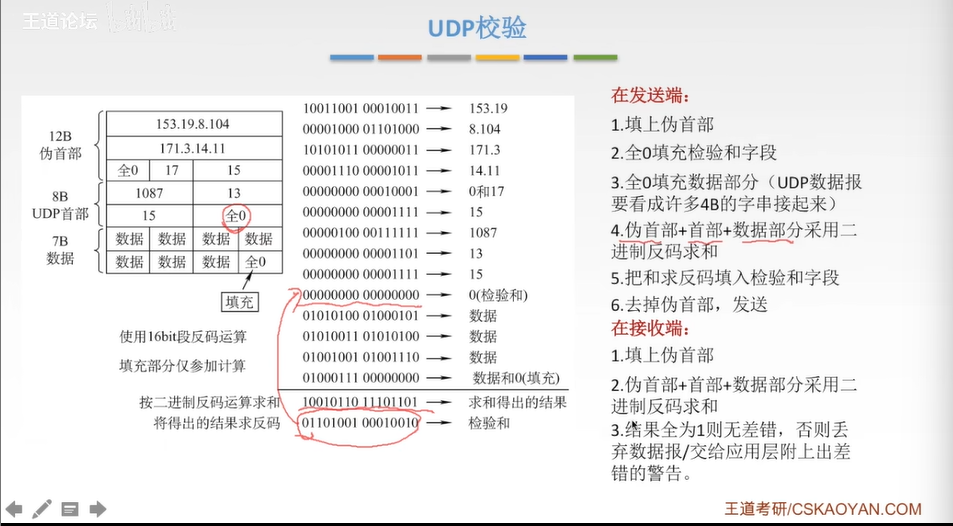 王道论坛
UDP校验
12B
伪首部
153.19.8.104
171.3.14.11
全0 17 15
8B
UDP首部
1087 13
15 全0
7B
数据
数据 数据 数据 数据
数据 数据 数据 全0
填充
使用16bit段反码运算
填充部分仅参加计算
10011001 00010011 → 153.19
00001000 01101000 → 8.104
10101011 00000011 → 171.3
00001110 00001011 → 14.11
00000000 00010001 → 0和17
00000000 00001111 → 15
00000100 00111111 → 1087
00000000 00001101 → 13
00000000 00001111 → 15
00000000 00000000 → 0(检验和)
01010100 01000101 → 数据
01010011 01010100 → 数据
01001001 01001110 → 数据
01000111 00000000 → 数据和0(填充)
按二进制反码运算求和 10010110 11101101 → 求和得出的结果
将得出的结果求反码 01101001 00010010 → 检验和
在发送端：
1.填上伪首部
2.全0填充检验和字段
3.全0填充数据部分（UDP数据报
要看成许多4B的字串接起来）
4.伪首部+首部+数据部分采用二
进制反码求和
5.把和求反码填入检验和字段
6.去掉伪首部，发送
在接收端：
1.填上伪首部
2.伪首部+首部+数据部分采用二
进制反码求和
3.结果全为1则无差错，否则丢
弃数据报/交给应用层附上出差
错的警告。
王道考研/CSKAOYAN.COM